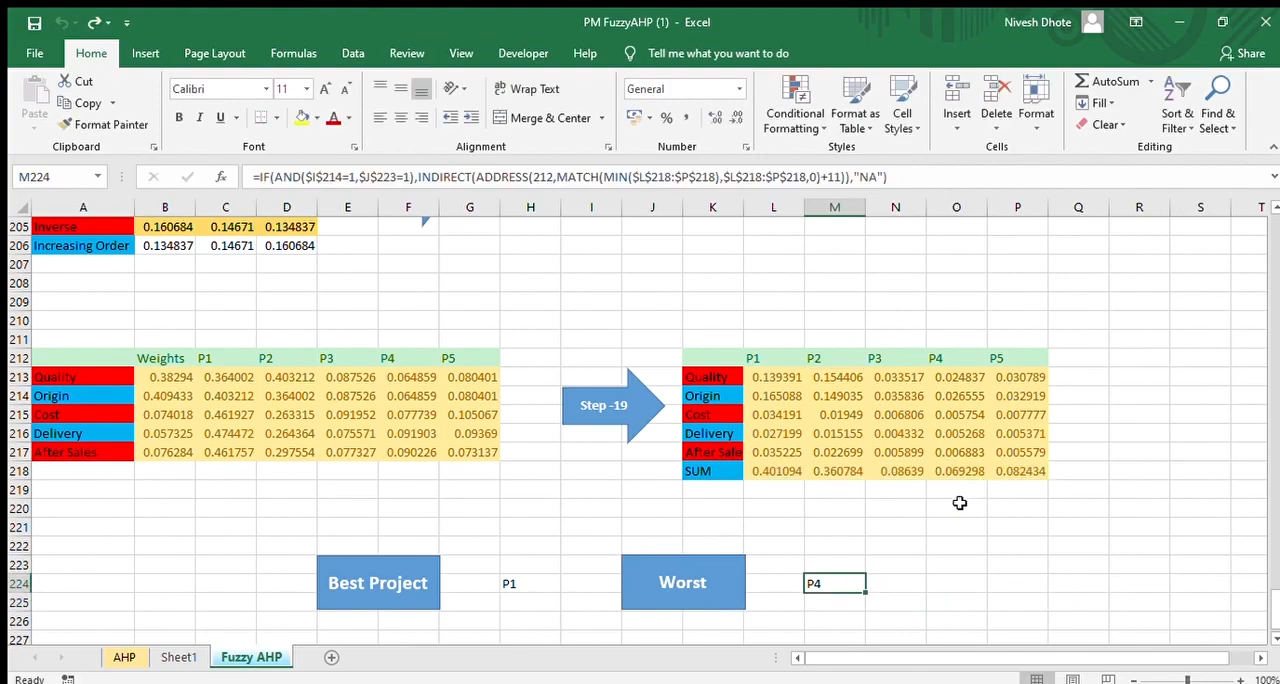 PM FuzzyAHP (1) - Excel
Nivesh Dhote
File Home Insert Page Layout Formulas Data Review View Developer Help Tell me what you want to do Share
Cut
Copy
Format Painter
Paste
Clipboard
Calibri 11
B I U
Font
Wrap Text
Merge & Center
Alignment
General
Number
Conditional Formatting
Format as Table
Cell Styles
Styles
Insert Delete Format
Cells
AutoSum
Fill
Clear
Sort & Filter
Find & Select
Editing
M224 fx =IF(AND($I$214=1,$J$223=1),INDIRECT(ADDRESS(212,MATCH(MIN($L$218:$P$218),$L$218:$P$218,0)+11)),"NA")
A B C D E F G H I J K L M N O P Q R S T
205 Inverse 0.160684 0.14671 0.134837
206 Increasing Order 0.134837 0.14671 0.160684
207
208
209
210
211
212 Weights P1 P2 P3 P4 P5 P1 P2 P3 P4 P5
213 Quality 0.38294 0.364002 0.403212 0.087526 0.064859 0.080401 Quality 0.139391 0.154406 0.033517 0.024837 0.030789
214 Origin 0.409433 0.403212 0.364002 0.087526 0.064859 0.080401 Step -19 Origin 0.165088 0.149035 0.035836 0.026555 0.032919
215 Cost 0.074018 0.461927 0.263315 0.091952 0.077739 0.105067 Cost 0.034191 0.01949 0.006806 0.005754 0.007777
216 Delivery 0.057325 0.474472 0.264364 0.075571 0.091903 0.09369 Delivery 0.027199 0.015155 0.004332 0.005268 0.005371
217 After Sales 0.076284 0.461757 0.297554 0.077327 0.090226 0.073137 After Sale 0.035225 0.022699 0.005899 0.006883 0.005579
218 SUM 0.401094 0.360784 0.08639 0.069298 0.082434
219
220
221
222
223
224 Best Project P1 Worst P4
225
226
227
AHP Sheet1 Fuzzy AHP
Ready 100%